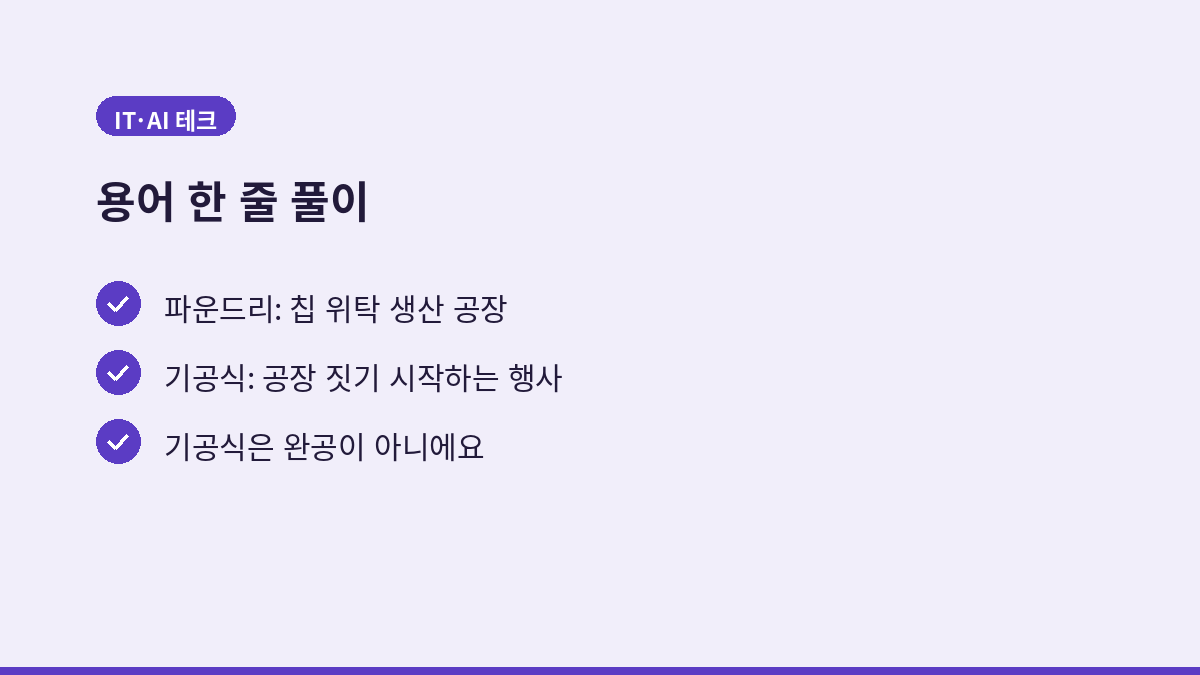 IT·AI 테크
용어 한 줄 풀이
파운드리: 칩 위탁 생산 공장
기공식: 공장 짓기 시작하는 행사
기공식은 완공이 아니에요